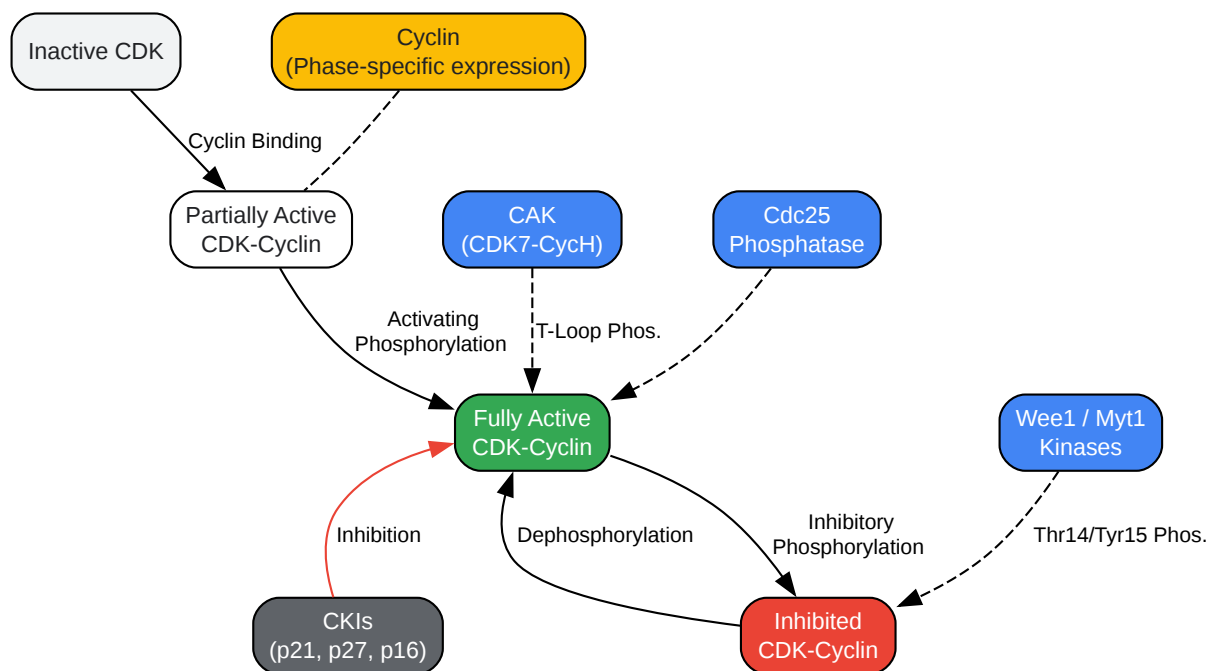 Inactive CDK
Cyclin
(Phase-specific expression)
Cyclin Binding
Partially Active
CDK-Cyclin
CAK
(CDK7-CycH)
Cdc25
Phosphatase
Activating
Phosphorylation
T-Loop Phos.
Fully Active
CDK-Cyclin
Wee1 / Myt1
Kinases
Inhibition
Dephosphorylation
Inhibitory
Phosphorylation
Thr14/Tyr15 Phos.
CKIs
(p21, p27, p16)
Inhibited
CDK-Cyclin